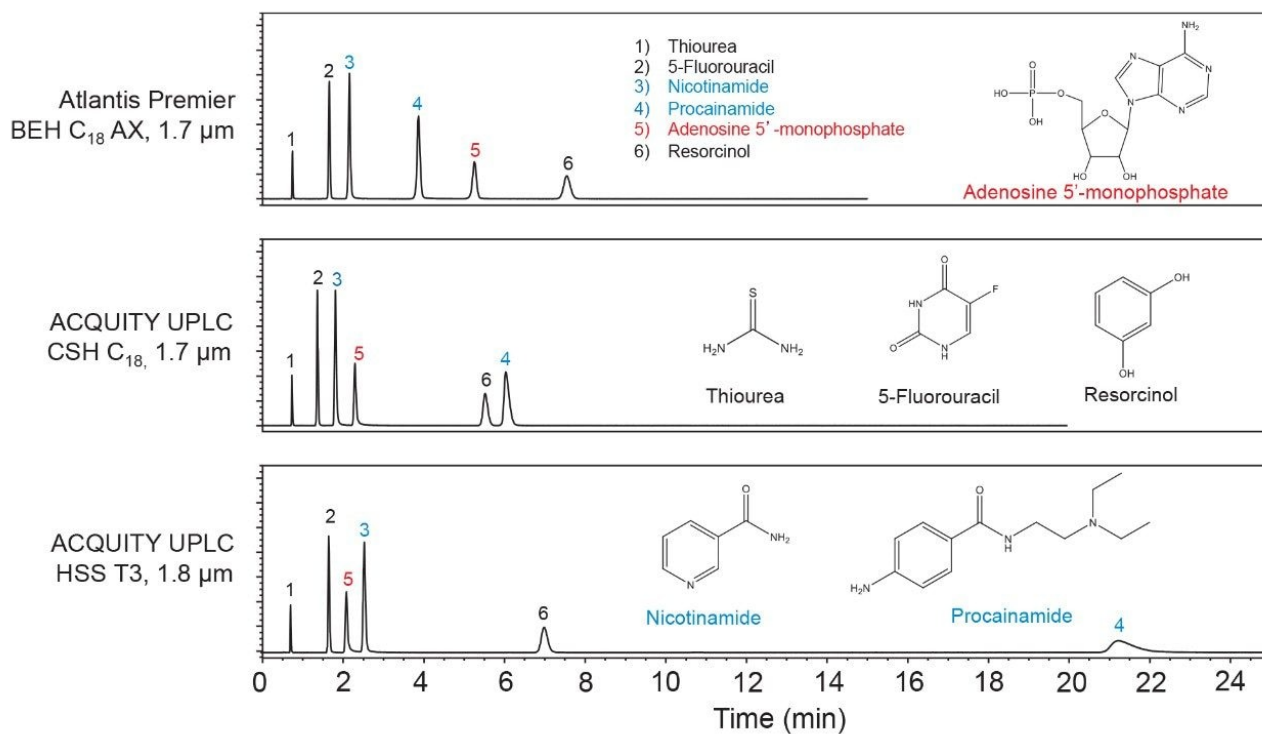 Atlantis Premier
BEH C₁₈ AX, 1.7 µm
1
2
3
4
5
6
1) Thiourea
2) 5-Fluorouracil
3) Nicotinamide
4) Procainamide
5) Adenosine 5'-monophosphate
6) Resorcinol
NH₂
N
N
N
N
O
HO P O
OH
O
HO OH
Adenosine 5'-monophosphate
ACQUITY UPLC
CSH C₁₈, 1.7 µm
1
2
3
5
6
4
S
H₂N NH₂
Thiourea
O
HN F
O N
H
5-Fluorouracil
OH
OH
Resorcinol
ACQUITY UPLC
HSS T3, 1.8 µm
1
2
5
3
6
4
O
NH₂
N
Nicotinamide
O
N
H
N
H₂N
Procainamide
0 2 4 6 8 10 12 14 16 18 20 22 24
Time (min)